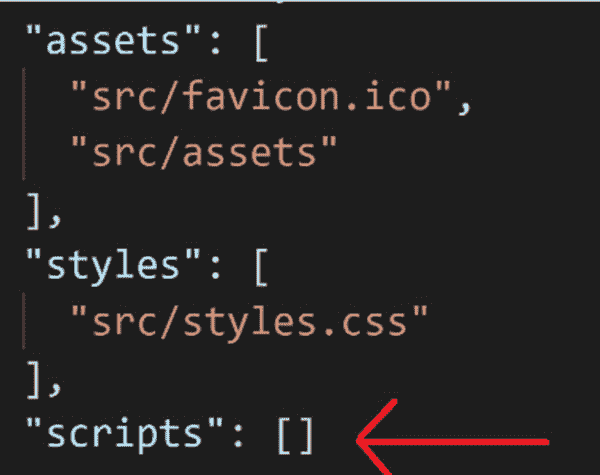 "assets": [
"src/favicon.ico",
"src/assets"
],
"styles": [
"src/styles.css"
],
"scripts": []